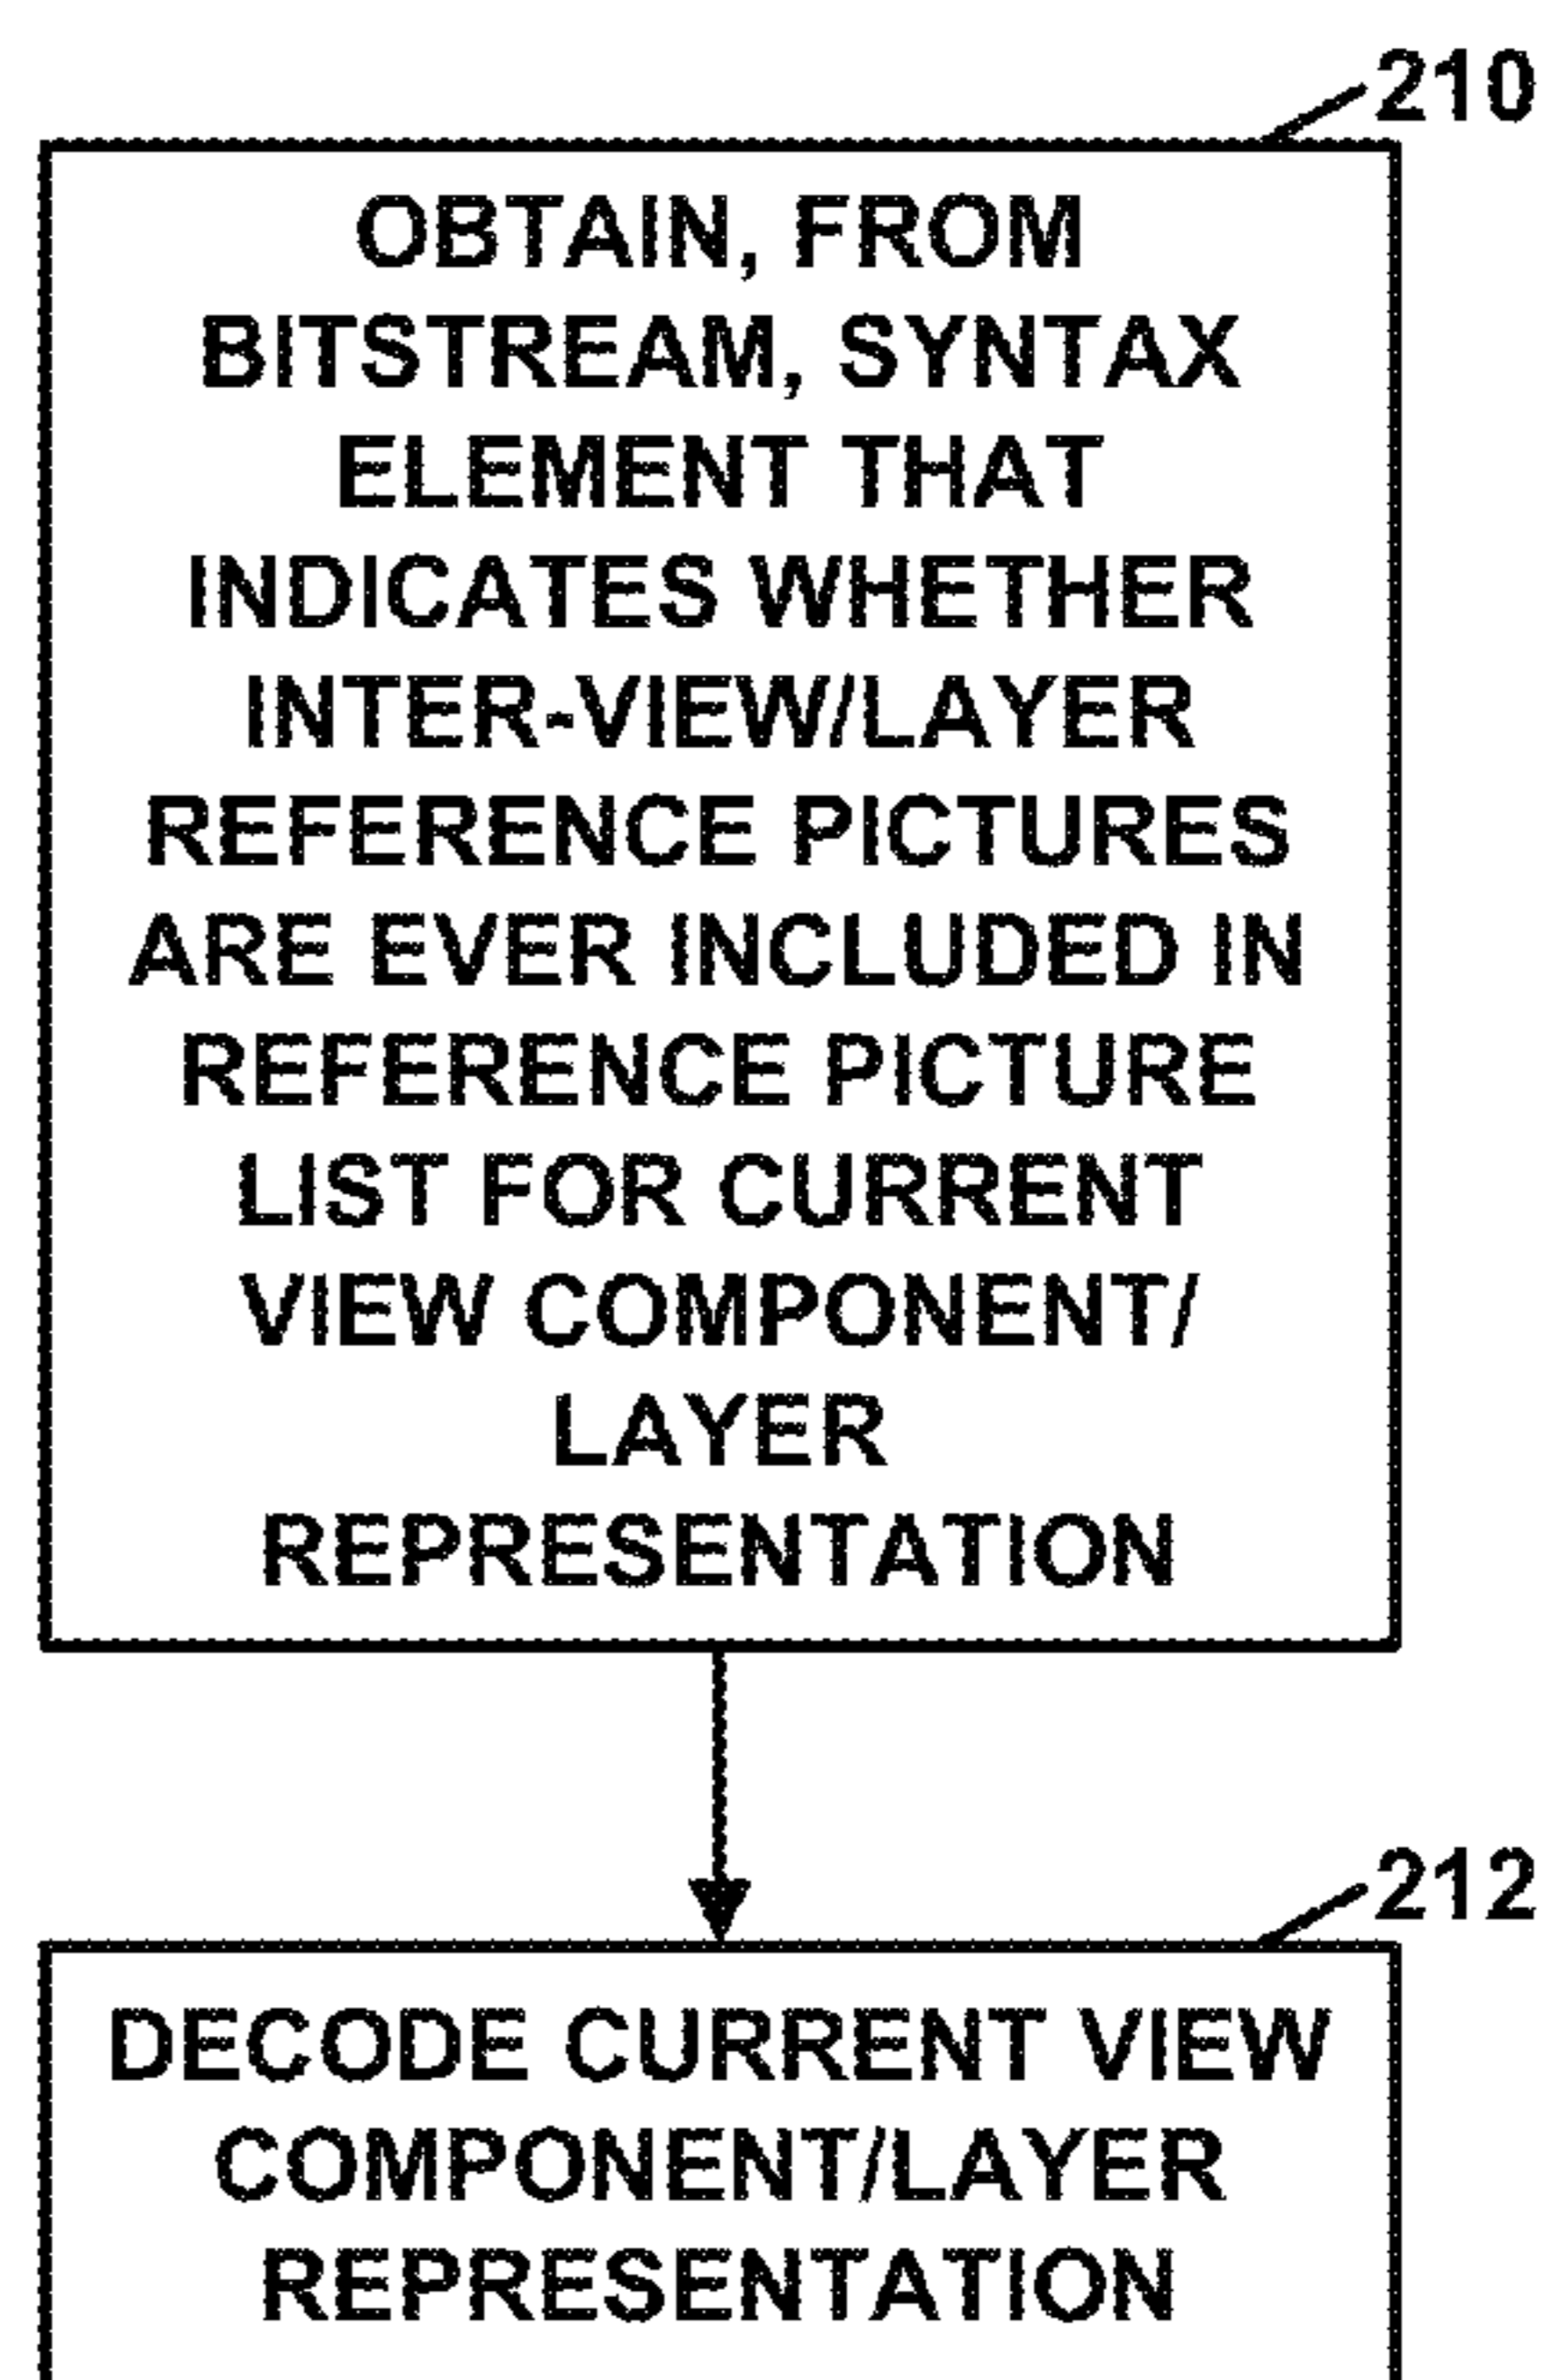 210
OBTAIN, FROM
BITSTREAM, SYNTAX
ELEMENT THAT
INDICATES WHETHER
INTER-VIEW/LAYER
REFERENCE PICTURES
ARE EVER INCLUDED IN
REFERENCE PICTURE
LIST FOR CURRENT
VIEW COMPONENT/
LAYER
REPRESENTATION
212
DECODE CURRENT VIEW
COMPONENT/LAYER
REPRESENTATION